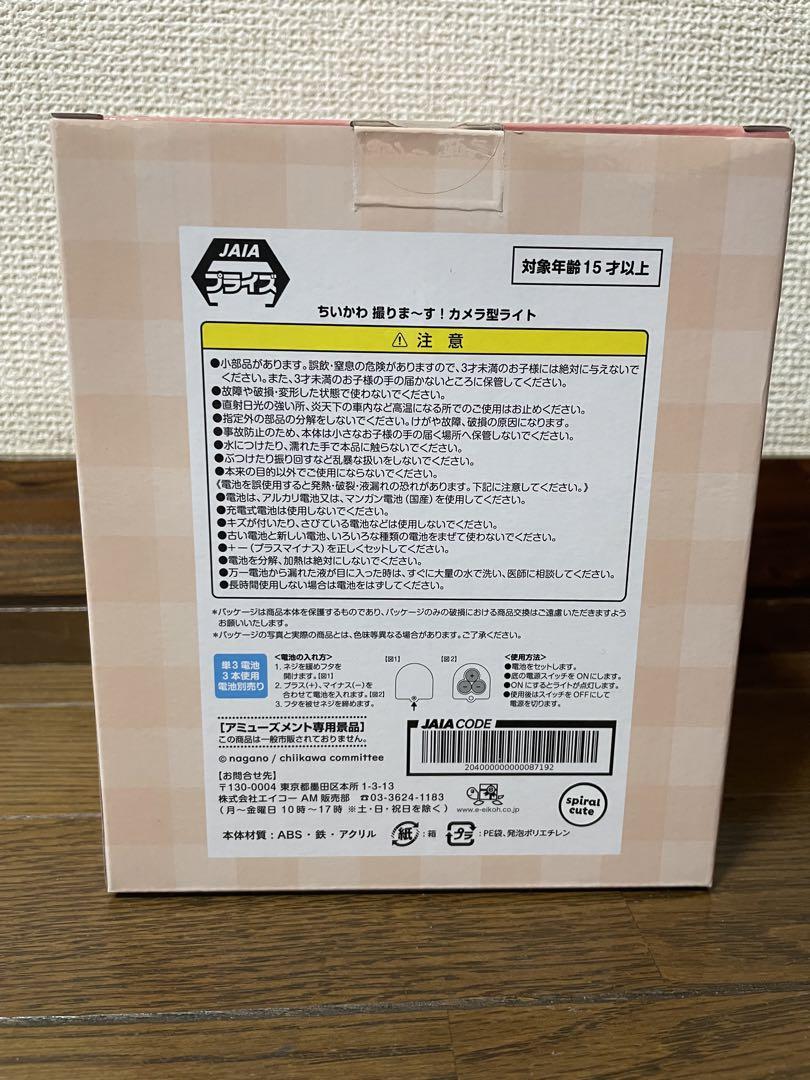 JAIA
プライズ
対象年齢15才以上
ちいかわ 撮りま～す！カメラ型ライト
⚠ 注 意
●小部品があります。誤飲・窒息の危険がありますので、3才未満のお子様には絶対に与えないで
ください。また、3才未満のお子様の手の届かないところに保管してください。
●故障や破損・変形した状態で使わないでください。
●直射日光の強い所、炎天下の車内など高温になる所でのご使用はお止めください。
●指定外の部品の分解をしないでください。けがや故障、破損の原因になります。
●事故防止のため、本体は小さなお子様の手の届く場所へ保管しないでください。
●水につけたり、濡れた手で本品に触らないでください。
●ぶつけたり振り回すなど乱暴な扱いをしないでください。
●本来の目的以外でご使用にならないでください。
《電池を誤使用すると発熱・破裂・液漏れの恐れがあります。下記に注意してください。》
●電池は、アルカリ電池又は、マンガン電池（国産）を使用してください。
●充電式電池は使用しないでください。
●キズが付いたり、さびている電池などは使用しないでください。
●古い電池と新しい電池、いろいろな種類の電池をまぜて使わないでください。
●＋－（プラスマイナス）を正しくセットしてください。
●電池を分解、加熱は絶対にしないでください。
●万一電池から漏れた液が目に入った時は、すぐに大量の水で洗い、医師に相談してください。
●長時間使用しない場合は電池をはずしてください。
＊パッケージは商品本体を保護するものであり、パッケージのみの破損における商品交換はご遠慮いただきますよう
お願いいたします。
＊パッケージの写真と実際の商品とは、色味等異なる場合があります。ご了承ください。
単3電池
3本使用
電池別売り
＜電池の入れ方＞
1. ネジを緩めフタを
開けます。【図1】
2. プラス（+）、マイナス（−）を
合わせて電池を入れます。【図2】
3. フタを被せネジを締めます。
【図1】
【図2】
＜使用方法＞
●電池をセットします。
●底の電源スイッチをONにします。
●ONにするとライトが点灯します。
●使用後はスイッチをOFFにして
電源を切ります。
［アミューズメント専用景品］
この商品は一般市販されておりません。
© nagano / chiikawa committee
JAIA CODE
204000000000087192
【お問合せ先】
〒130-0004 東京都墨田区本所1-3-13
株式会社エイコー AM販売部 ☎03-3624-1183
（月～金曜日 10時～17時 ※土・日・祝日を除く）
www.e-eikoh.co.jp
spiral
cute
本体材質：ABS・鉄・アクリル
紙：箱
プラ：PE袋、発泡ポリエチレン